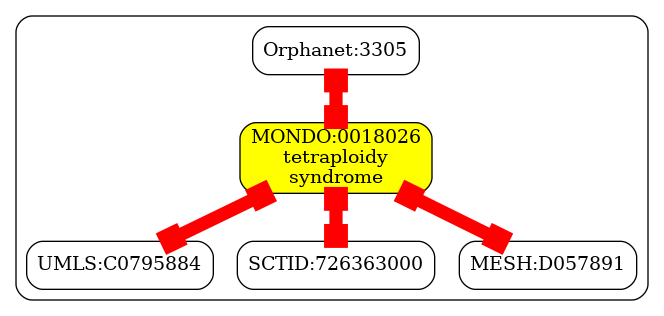 Orphanet:3305
MONDO:0018026
tetraploidy
syndrome
UMLS:C0795884
SCTID:726363000
MESH:D057891